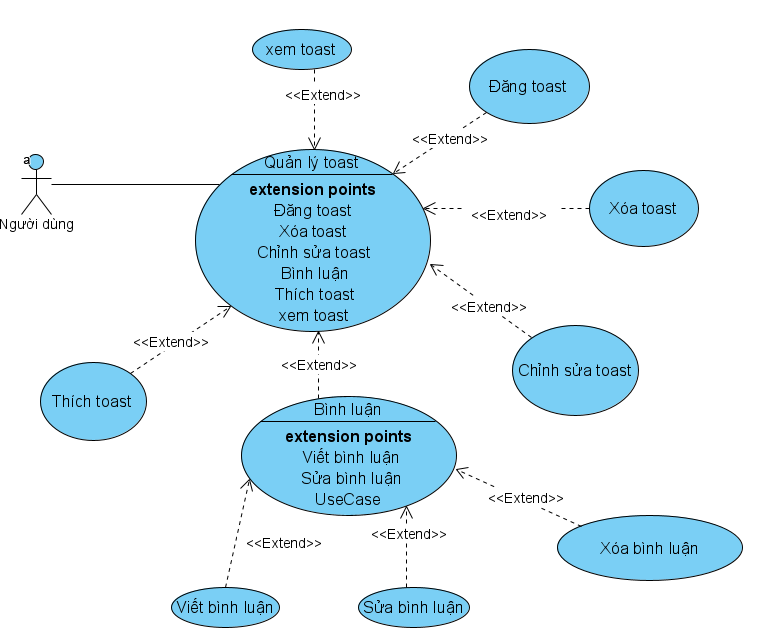 xem toast
<<Extend>>
Đăng toast
<<Extend>>
a
Người dùng
Quản lý toast
extension points
Đăng toast
Xóa toast
Chỉnh sửa toast
Bình luận
Thích toast
xem toast
<<Extend>>
Xóa toast
<<Extend>>
Chỉnh sửa toast
<<Extend>>
Thích toast
<<Extend>>
Bình luận
extension points
Viết bình luận
Sửa bình luận
UseCase
<<Extend>>
Xóa bình luận
<<Extend>>
<<Extend>>
Viết bình luận
Sửa bình luận